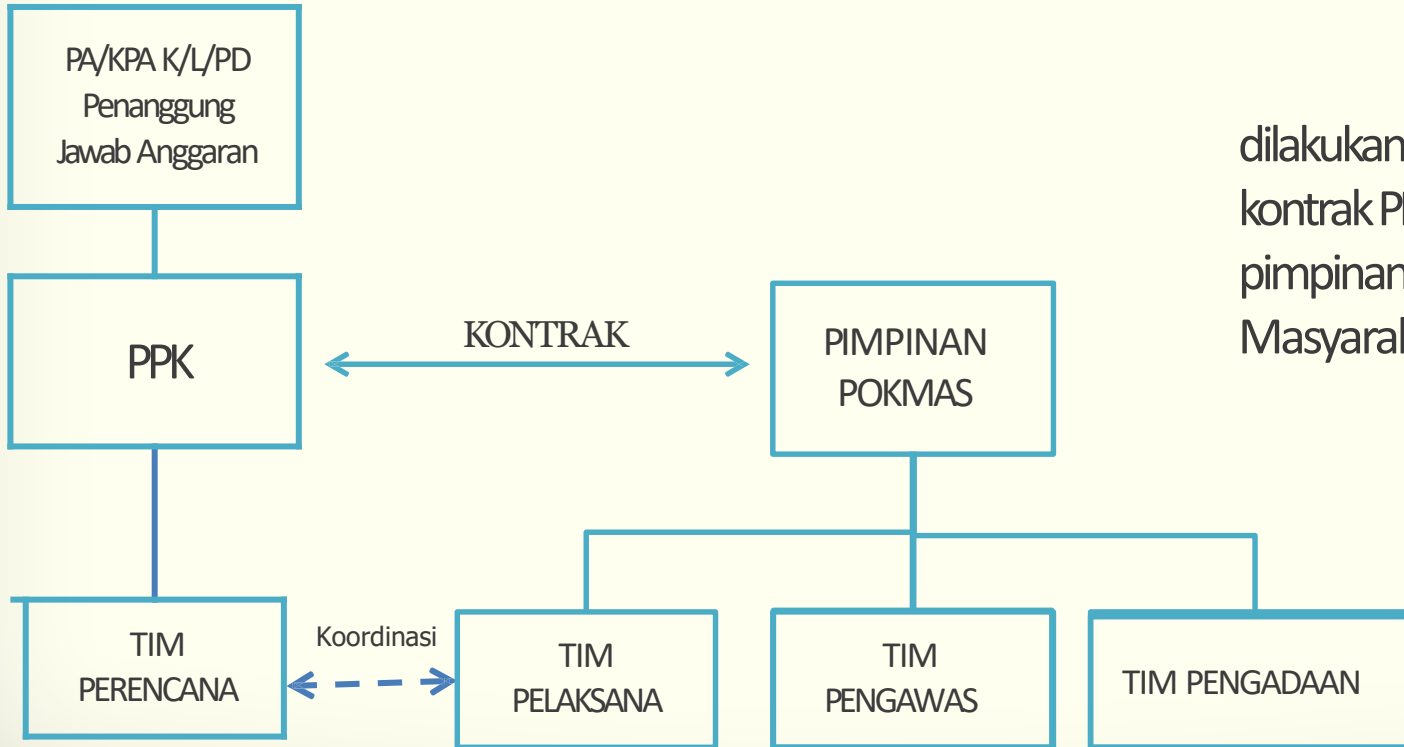 PA/KPA K/L/PD
Penanggung
Jawab Anggaran
dilakukan
kontrak
pimpinan
PPK
KONTRAK
PIMPINAN
POKMAS
TIM
PERENCANA
Koordinasi
TIM
PELAKSANA
TIM
PENGAWAS
TIM PENGADAAN